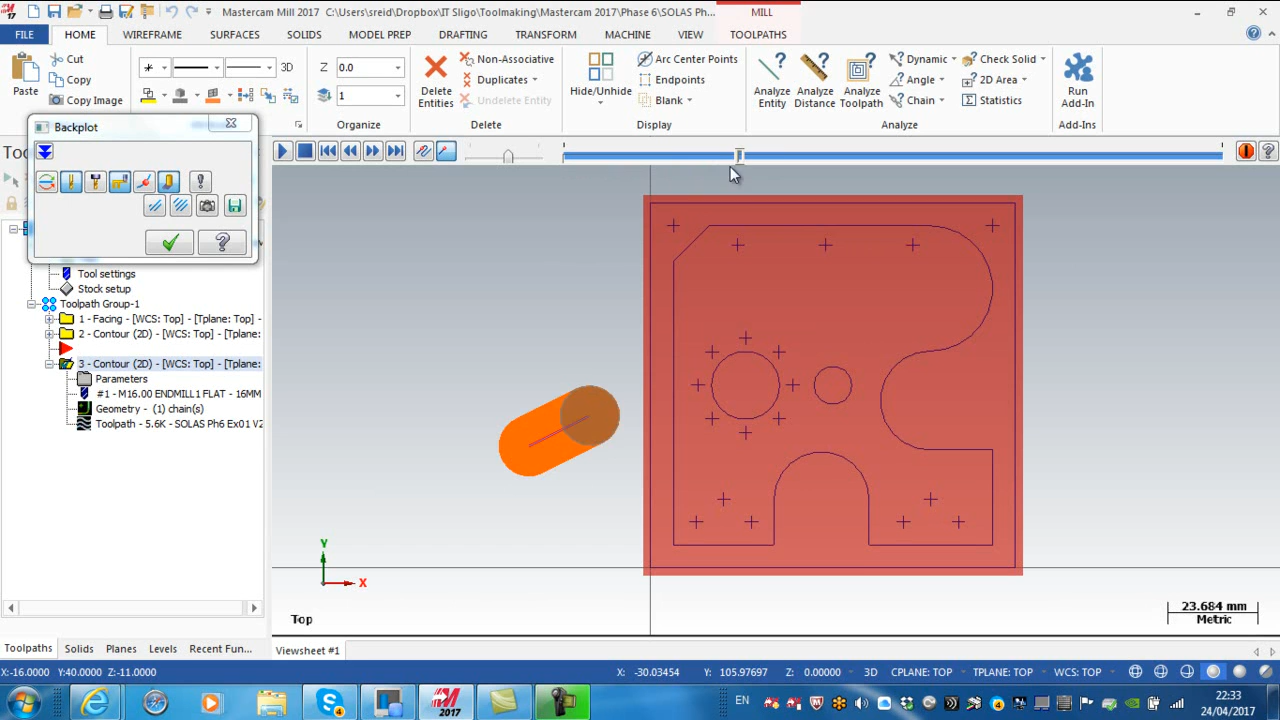 Mastercam Mill 2017 C:\Users\sreid\Dropbox\IT Sligo\Toolmaking\Mastercam 2017\Phase 6\SOLAS Ph...
MILL
FILE HOME WIREFRAME SURFACES SOLIDS MODEL PREP DRAFTING TRANSFORM MACHINE VIEW TOOLPATHS
Paste
Cut
Copy
Copy Image
3D
Z 0.0
1
Organize
Delete Entities
Non-Associative
Duplicates
Undelete Entity
Delete
Hide/Unhide
Arc Center Points
Endpoints
Blank
Display
Analyze Entity
Analyze Distance
Analyze Toolpath
Dynamic
Angle
Chain
Check Solid
2D Area
Statistics
Analyze
Run Add-In
Add-Ins
Backplot
Tool settings
Stock setup
Toolpath Group-1
1 - Facing - [WCS: Top] - [Tplane: Top] -
2 - Contour (2D) - [WCS: Top] - [Tplane:
3 - Contour (2D) - [WCS: Top] - [Tplane:
Parameters
#1 - M16.00 ENDMILL1 FLAT - 16MM
Geometry - (1) chain(s)
Toolpath - 5.6K - SOLAS Ph6 Ex01 V2
Y
X
Top
23.684 mm
Metric
Toolpaths Solids Planes Levels Recent Fun...
Viewsheet #1
X:-16.0000 Y:40.0000 Z:-11.0000
X: -30.03454 Y: 105.97697 Z: 0.00000 3D CPLANE: TOP TPLANE: TOP WCS: TOP
2017
EN
22:33
24/04/2017